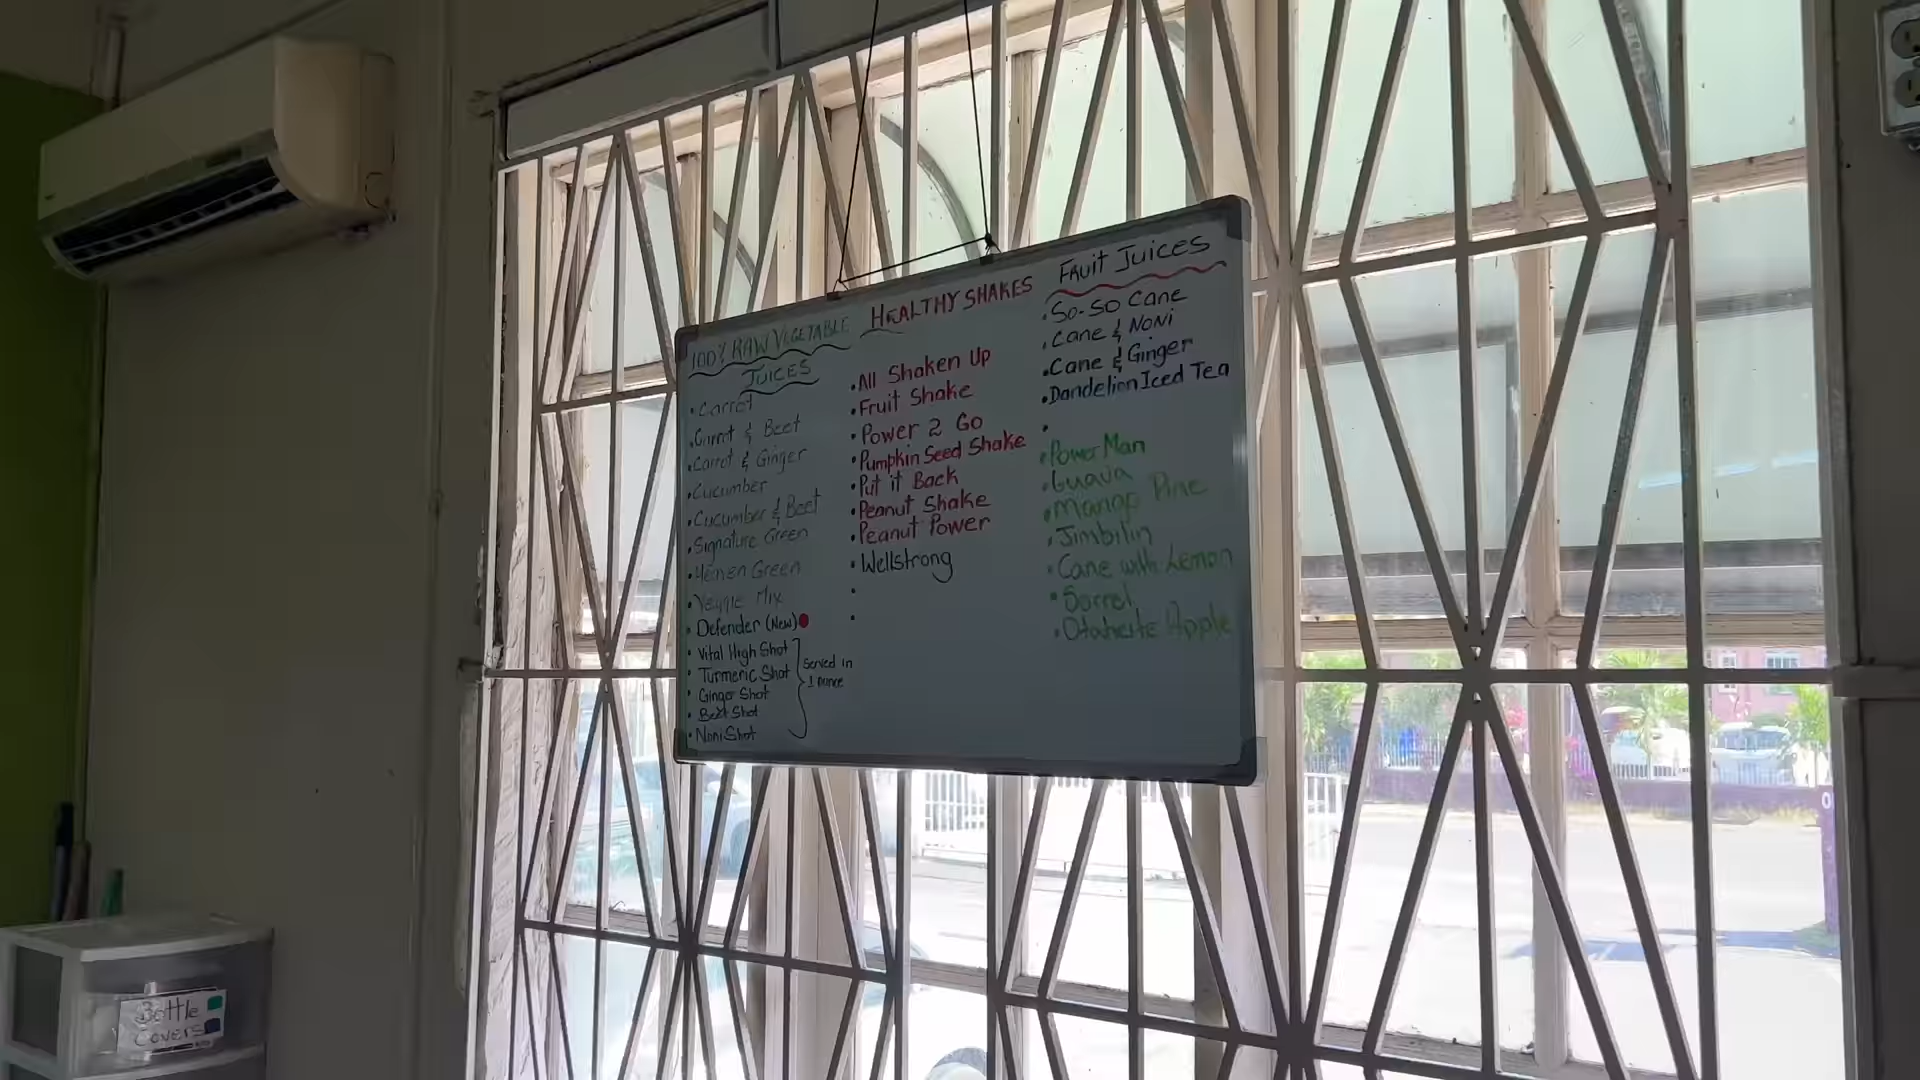 100% RAW VEGETABLE
JUICES
• Carrot
• Carrot & Beet
• Carrot & Ginger
• Cucumber
• Cucumber & Beet
• Signature Green
• Yemen Green
• Veggie Mix
• Defender (New)
• Vital High Shot
• Turmeric Shot
• Ginger Shot
• Beet Shot
• Noni Shot
Served in
1 ounce
HEALTHY SHAKES
• All Shaken Up
• Fruit Shake
• Power 2 Go
• Pumpkin Seed Shake
• Put it Back
• Peanut Shake
• Peanut Power
• Wellstrong
FRUIT JUICES
• So-So Cane
• Cane & Noni
• Cane & Ginger
• Dandelion Iced Tea
• Power Man
• Guava
• Mango Pine
• Jimbilin
• Cane with Lemon
• Sorrel
• Otaheite Apple
Bottle
Covers